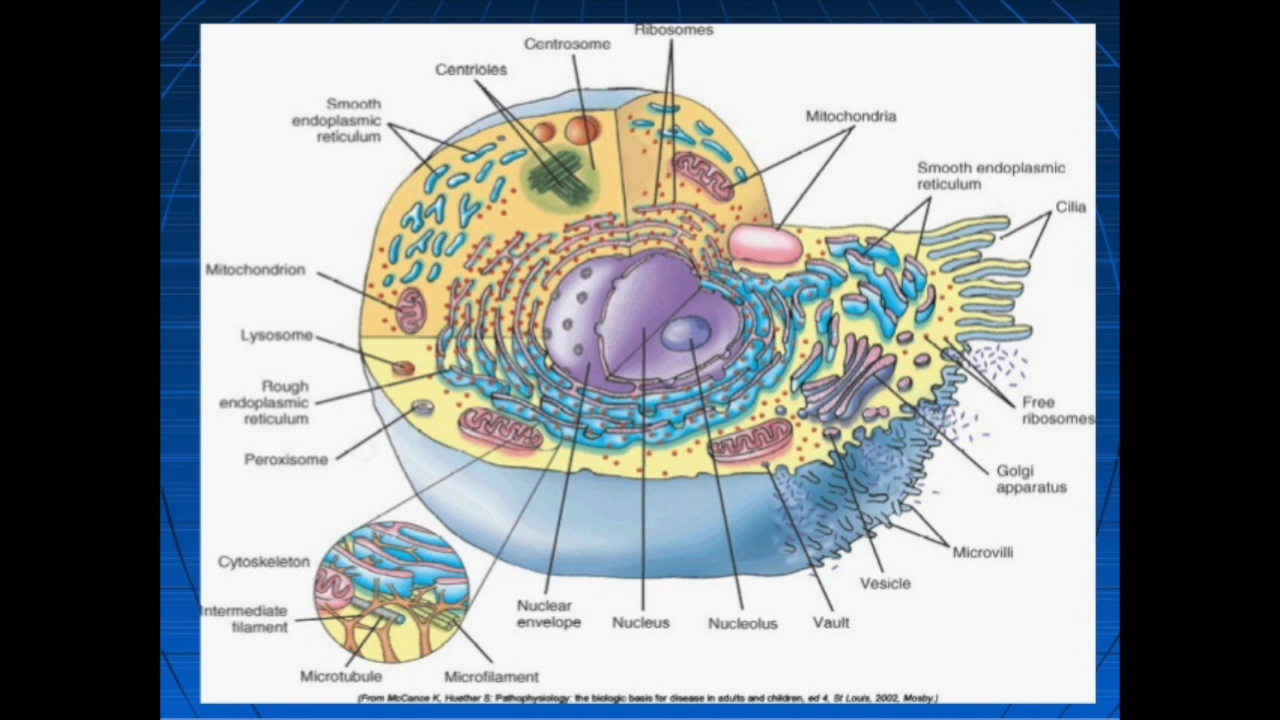 Ribosomes
Centrosome
Centrioles
Smooth
endoplasmic
reticulum
Mitochondria
Smooth endoplasmic
reticulum
Cilia
Mitochondrion
Lysosome
Rough
endoplasmic
reticulum
Free
ribosomes
Peroxisome
Golgi
apparatus
Microvilli
Cytoskeleton
Vesicle
Intermediate
filament
Nuclear
envelope
Nucleus
Nucleolus
Vault
Microtubule
Microfilament
(From McCance K, Huether S: Pathophysiology: the biologic basis for disease in adults and children, ed 4, St Louis, 2002, Mosby.)